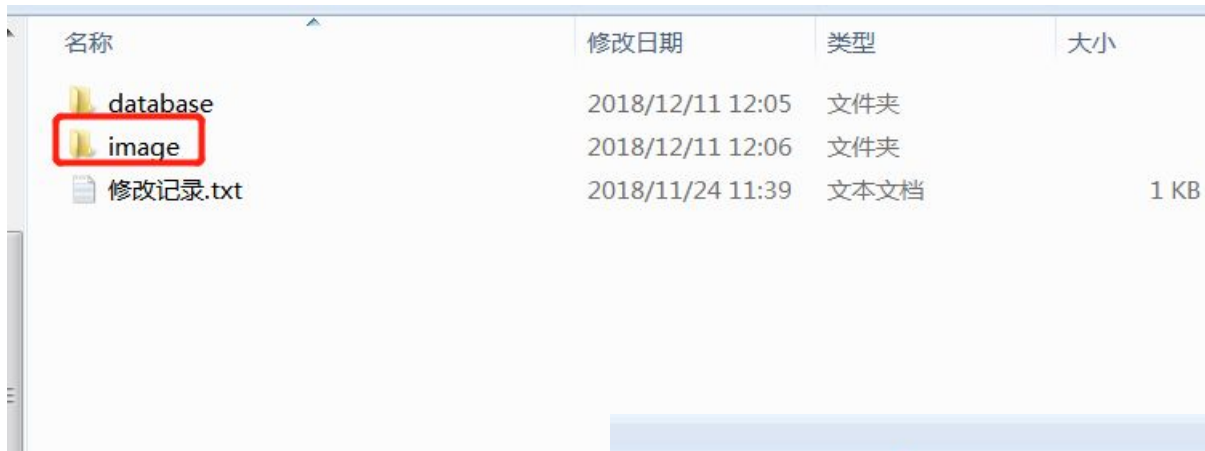 名称 修改日期 类型 大小
database 2018/12/11 12:05 文件夹
image 2018/12/11 12:06 文件夹
修改记录.txt 2018/11/24 11:39 文本文档 1 KB